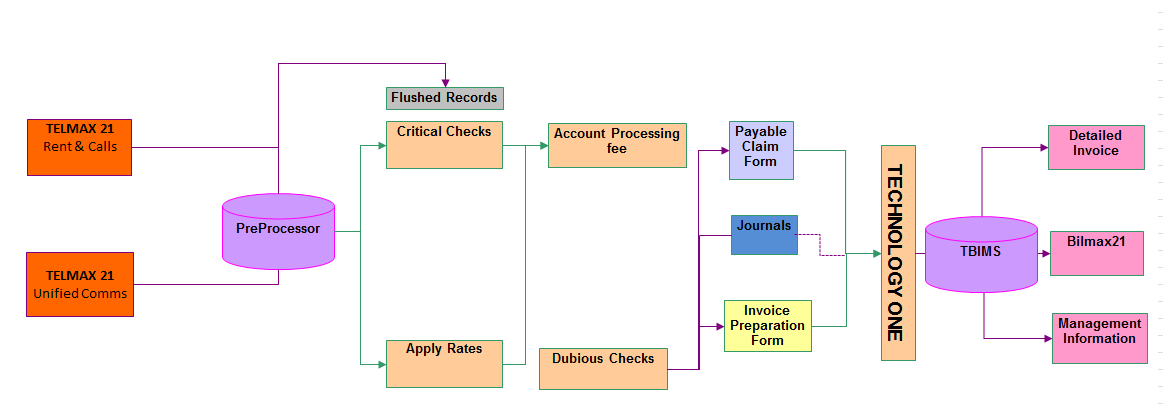 Flushed Records
TELMAX 21
Rent & Calls
Critical Checks
Account Processing
fee
Payable
Claim
Form
Detailed
Invoice
PreProcessor
Journals
TECHNOLOGY ONE
TBIMS
Bilmax21
TELMAX 21
Unified Comms
Invoice
Preparation
Form
Management
Information
Apply Rates
Dubious Checks